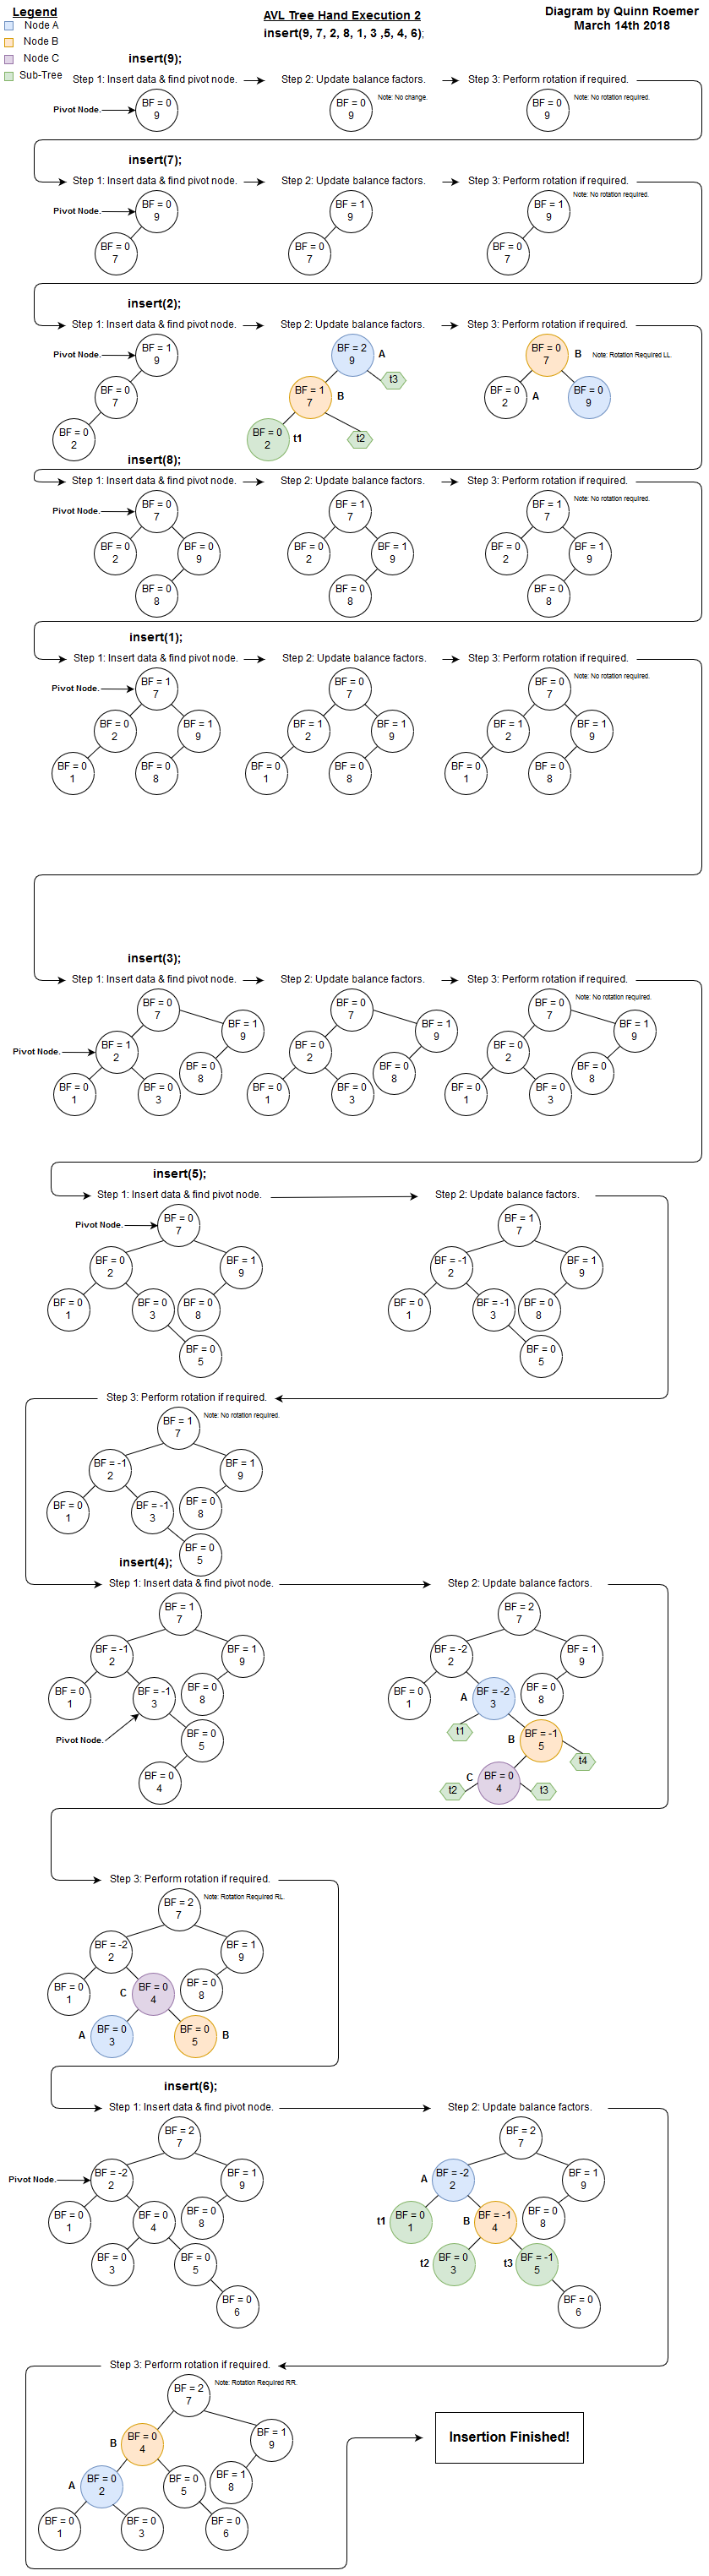 Legend
Node A
Node B
Node C
Sub-Tree
AVL Tree Hand Execution 2
insert(9, 7, 2, 8, 1, 3 ,5, 4, 6);
Diagram by Quinn Roemer
March 14th 2018
insert(9);
Step 1: Insert data & find pivot node.
Step 2: Update balance factors.
Step 3: Perform rotation if required.
Pivot Node.
BF = 0
9
BF = 0
9
Note: No change.
BF = 0
9
Note: No rotation required.
insert(7);
Step 1: Insert data & find pivot node.
Step 2: Update balance factors.
Step 3: Perform rotation if required.
Pivot Node.
BF = 0
9
BF = 0
7
BF = 1
9
BF = 0
7
BF = 1
9
BF = 0
7
Note: No rotation required.
insert(2);
Step 1: Insert data & find pivot node.
Step 2: Update balance factors.
Step 3: Perform rotation if required.
Pivot Node.
BF = 1
9
BF = 0
7
BF = 0
2
BF = 2
9
A
t3
BF = 1
7
B
BF = 0
2
t1
t2
BF = 0
7
B
Note: Rotation Required LL.
BF = 0
2
A
BF = 0
9
insert(8);
Step 1: Insert data & find pivot node.
Step 2: Update balance factors.
Step 3: Perform rotation if required.
Pivot Node.
BF = 0
7
BF = 0
2
BF = 0
9
BF = 0
8
BF = 1
7
BF = 0
2
BF = 1
9
BF = 0
8
BF = 1
7
Note: No rotation required.
BF = 0
2
BF = 1
9
BF = 0
8
insert(1);
Step 1: Insert data & find pivot node.
Step 2: Update balance factors.
Step 3: Perform rotation if required.
Pivot Node.
BF = 1
7
BF = 0
2
BF = 1
9
BF = 0
1
BF = 0
8
BF = 0
7
BF = 1
2
BF = 1
9
BF = 0
1
BF = 0
8
BF = 0
7
Note: No rotation required.
BF = 1
2
BF = 1
9
BF = 0
1
BF = 0
8
insert(3);
Step 1: Insert data & find pivot node.
Step 2: Update balance factors.
Step 3: Perform rotation if required.
BF = 0
7
BF = 1
9
Pivot Node.
BF = 1
2
BF = 0
8
BF = 0
1
BF = 0
3
BF = 0
7
BF = 1
9
BF = 0
2
BF = 0
8
BF = 0
1
BF = 0
3
BF = 0
7
Note: No rotation required.
BF = 1
9
BF = 0
2
BF = 0
8
BF = 0
1
BF = 0
3
insert(5);
Step 1: Insert data & find pivot node.
Step 2: Update balance factors.
Pivot Node.
BF = 0
7
BF = 0
2
BF = 1
9
BF = 0
1
BF = 0
3
BF = 0
8
BF = 0
5
BF = 1
7
BF = -1
2
BF = 1
9
BF = 0
1
BF = -1
3
BF = 0
8
BF = 0
5
Step 3: Perform rotation if required.
BF = 1
7
Note: No rotation required.
BF = -1
2
BF = 1
9
BF = 0
1
BF = -1
3
BF = 0
8
BF = 0
5
insert(4);
Step 1: Insert data & find pivot node.
Step 2: Update balance factors.
BF = 1
7
BF = -1
2
BF = 1
9
BF = 0
1
BF = -1
3
BF = 0
8
Pivot Node.
BF = 0
5
BF = 0
4
BF = 2
7
BF = -2
2
BF = 1
9
BF = 0
1
A
BF = -2
3
BF = 0
8
t1
B
BF = -1
5
t4
C
t2
BF = 0
4
t3
Step 3: Perform rotation if required.
BF = 2
7
Note: Rotation Required RL.
BF = -2
2
BF = 1
9
BF = 0
1
C
BF = 0
4
BF = 0
8
A
BF = 0
3
BF = 0
5
B
insert(6);
Step 1: Insert data & find pivot node.
Step 2: Update balance factors.
BF = 2
7
Pivot Node.
BF = -2
2
BF = 1
9
BF = 0
1
BF = 0
4
BF = 0
8
BF = 0
3
BF = 0
5
BF = 0
6
BF = 2
7
A
BF = -2
2
BF = 1
9
t1
BF = 0
1
B
BF = -1
4
BF = 0
8
t2
BF = 0
3
t3
BF = -1
5
BF = 0
6
Step 3: Perform rotation if required.
BF = 2
7
Note: Rotation Required RR.
B
BF = 0
4
BF = 1
9
A
BF = 0
2
BF = 0
5
BF = 1
8
BF = 0
1
BF = 0
3
BF = 0
6
Insertion Finished!